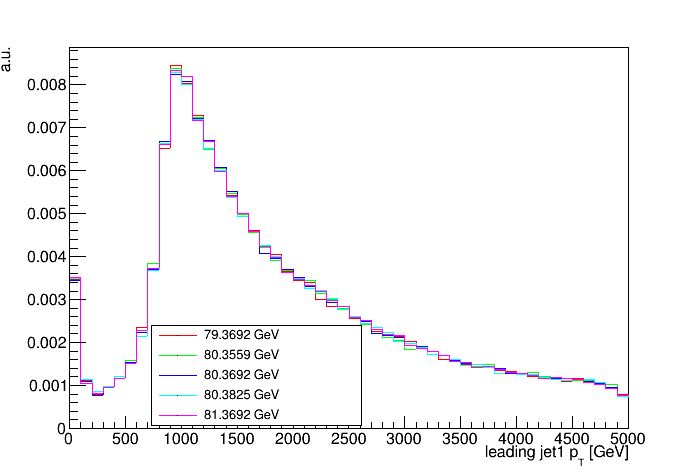 a.u.
0.008
0.007
0.006
0.005
0.004
0.003
0.002
0.001
0
79.3692 GeV
80.3559 GeV
80.3692 GeV
80.3825 GeV
81.3692 GeV
0 500 1000 1500 2000 2500 3000 3500 4000 4500 5000
leading jet1 p_T [GeV]